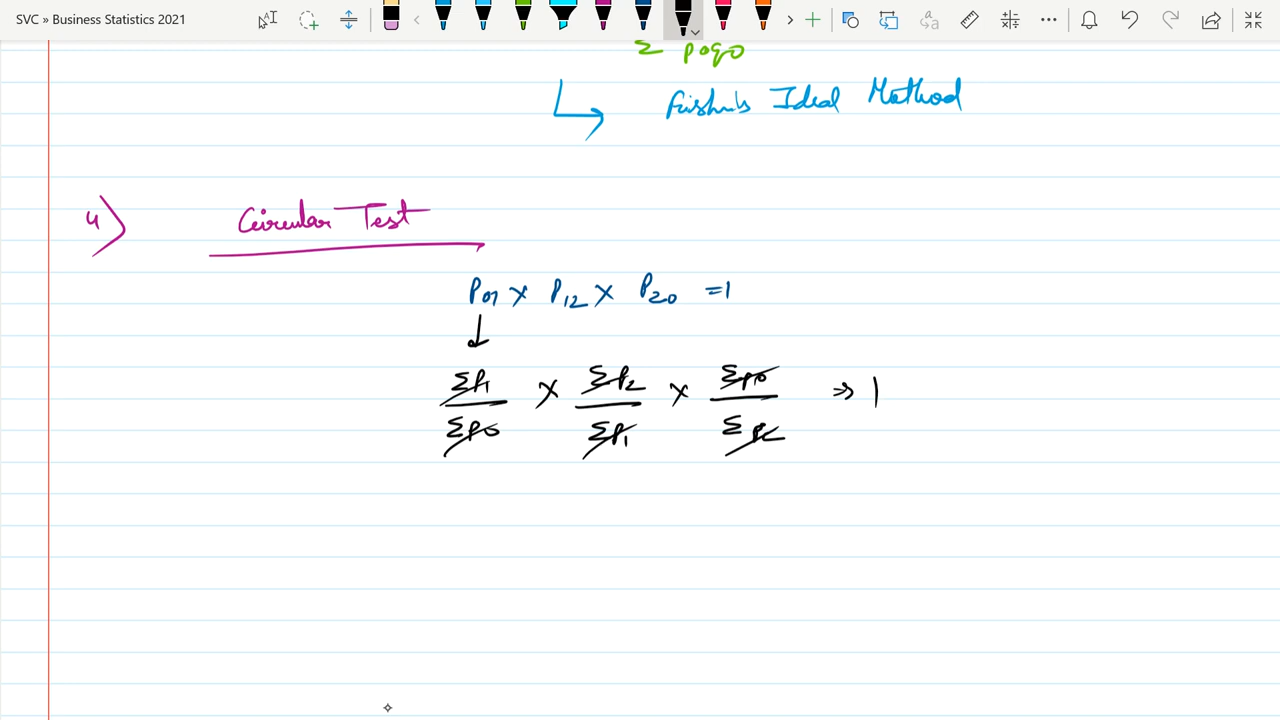 SVC » Business Statistics 2021
Σ p0q0
Fishur's Ideal Method
4) Circular Test
P01 × P12 × P20 = 1
Σp1 / Σp0 × Σp2 / Σp1 × Σp0 / Σp2 ⇒ 1